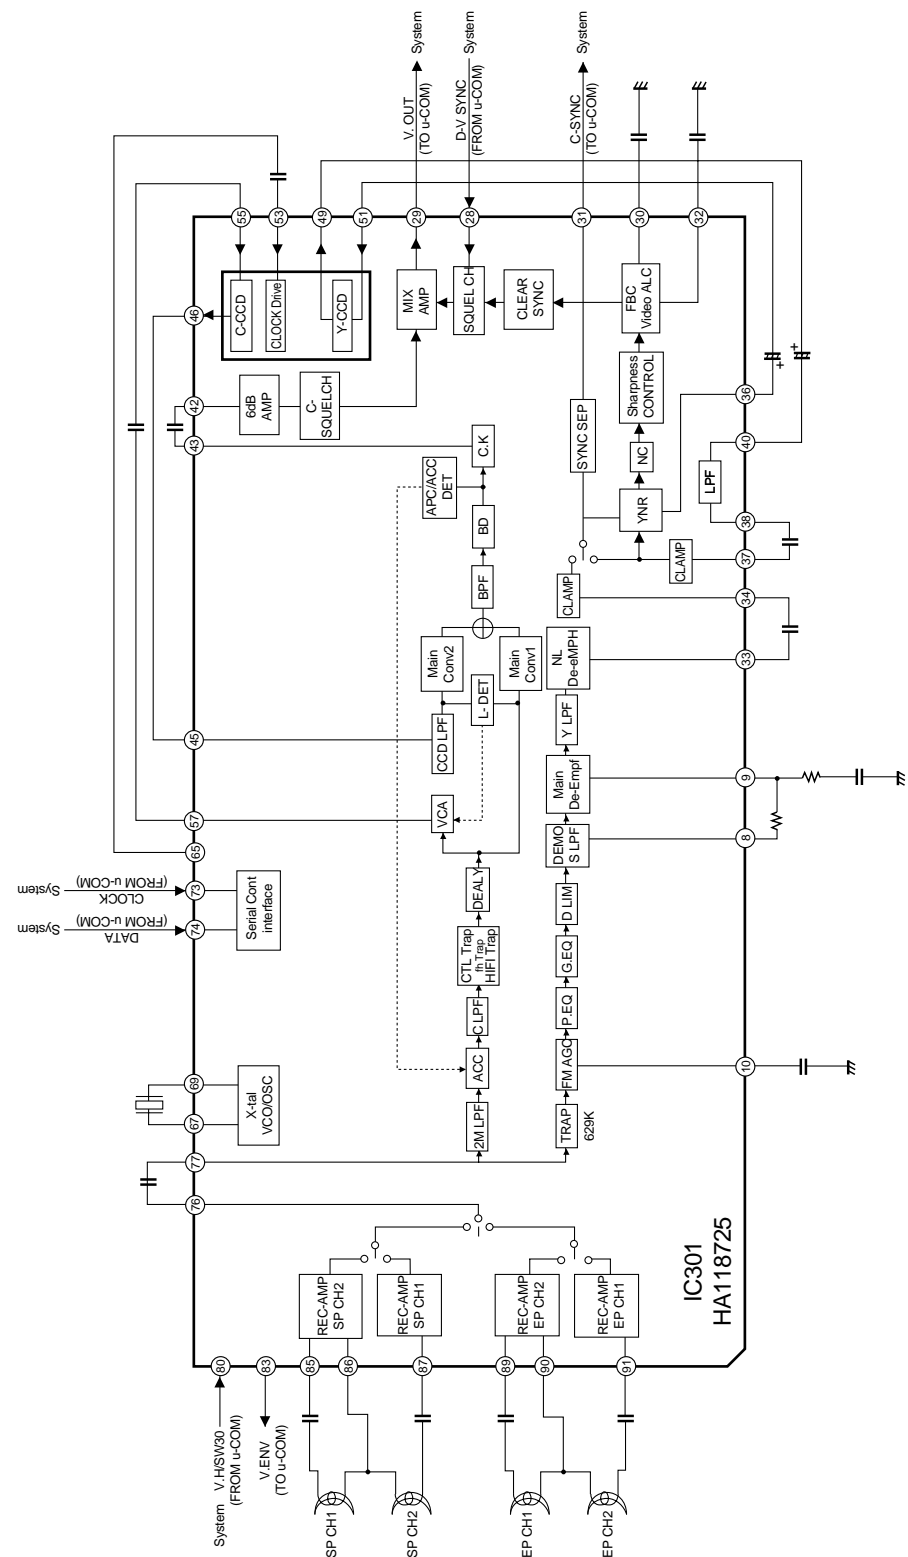 System
V. OUT
(TO u-COM)
System
D-V SYNC
(FROM u-COM)
System
C-SYNC
(TO u-COM)
55
53
49
51
29
28
31
30
32
46
42
43
45
57
65
73
74
69
67
77
76
36
40
38
37
34
33
9
8
10
80
83
85
86
87
89
90
91
C-CCD
CLOCK Drive
Y-CCD
MIX
AMP
SQUEL CH
CLEAR
SYNC
FBC
Video ALC
6dB
AMP
C-
SQUELCH
Sharpness
CONTROL
SYNC SEP
NC
YNR
LPF
CLAMP
CLAMP
C.K
APC/ACC
DET
BD
BPF
Main
Conv2
Main
Conv1
L- DET
CCD LPF
VCA
DEALY
CTL Trap
fh Trap
HIFI Trap
C LPF
ACC
2M LPF
NL
De-eMPH
Y LPF
Main
De-Empf
DEMO
S LPF
D LIM
G.EQ
P.EQ
FM AGC
TRAP
629K
System
CLOCK
(FROM u-COM)
System
DATA
(FROM u-COM)
Serial Cont
interface
X-tal
VCO/OSC
REC-AMP
SP CH2
REC-AMP
SP CH1
REC-AMP
EP CH2
REC-AMP
EP CH1
IC301
HA118725
System V.H/SW30
(FROM u-COM)
V.ENV
(TO u-COM)
SP CH1
SP CH2
EP CH1
EP CH2
+
+